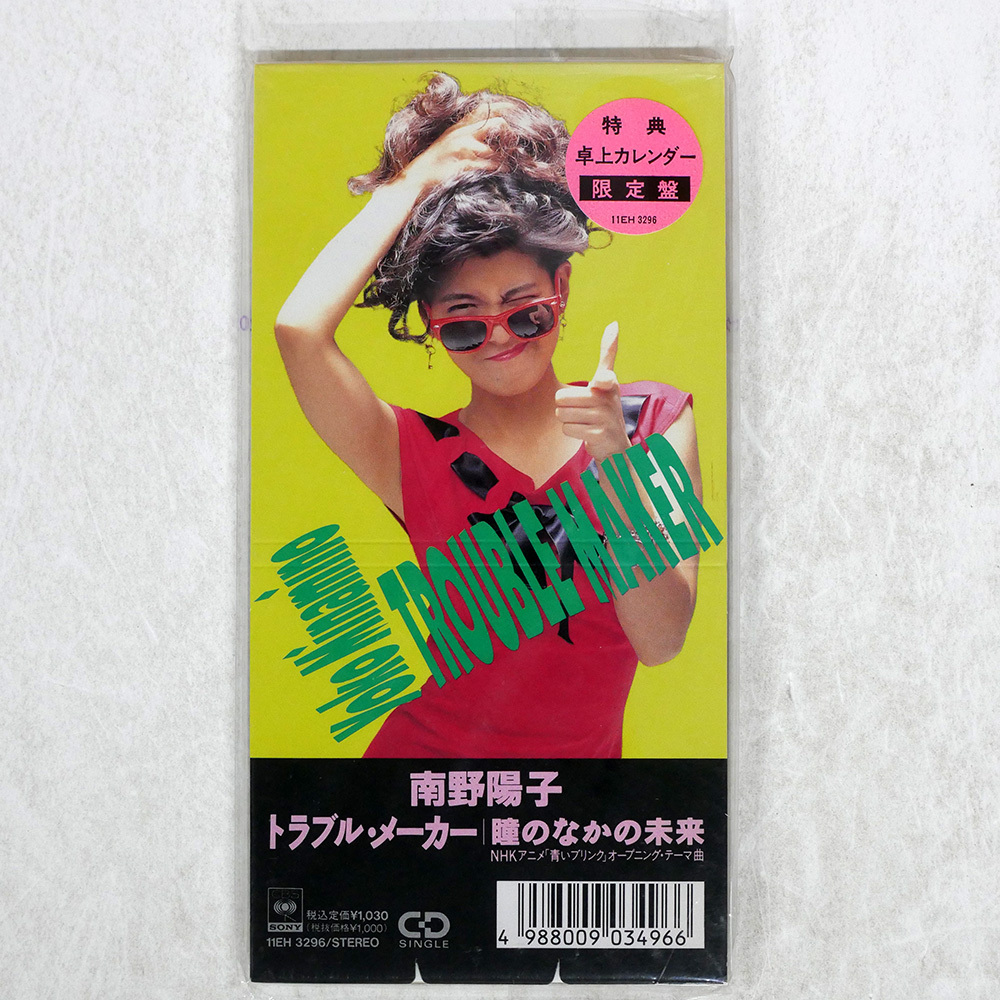 特典
卓上カレンダー
限定盤
11EH 3296
TROUBLE MAKER
Yoko Minamino
南野陽子
トラブル・メーカー|瞳のなかの未来
NHKアニメ「青いブリンク」オープニング・テーマ曲
CBS
SONY
税込定価¥1,030
(税抜価格¥1,000)
11EH 3296/STEREO
CD
SINGLE
4 988009 034966